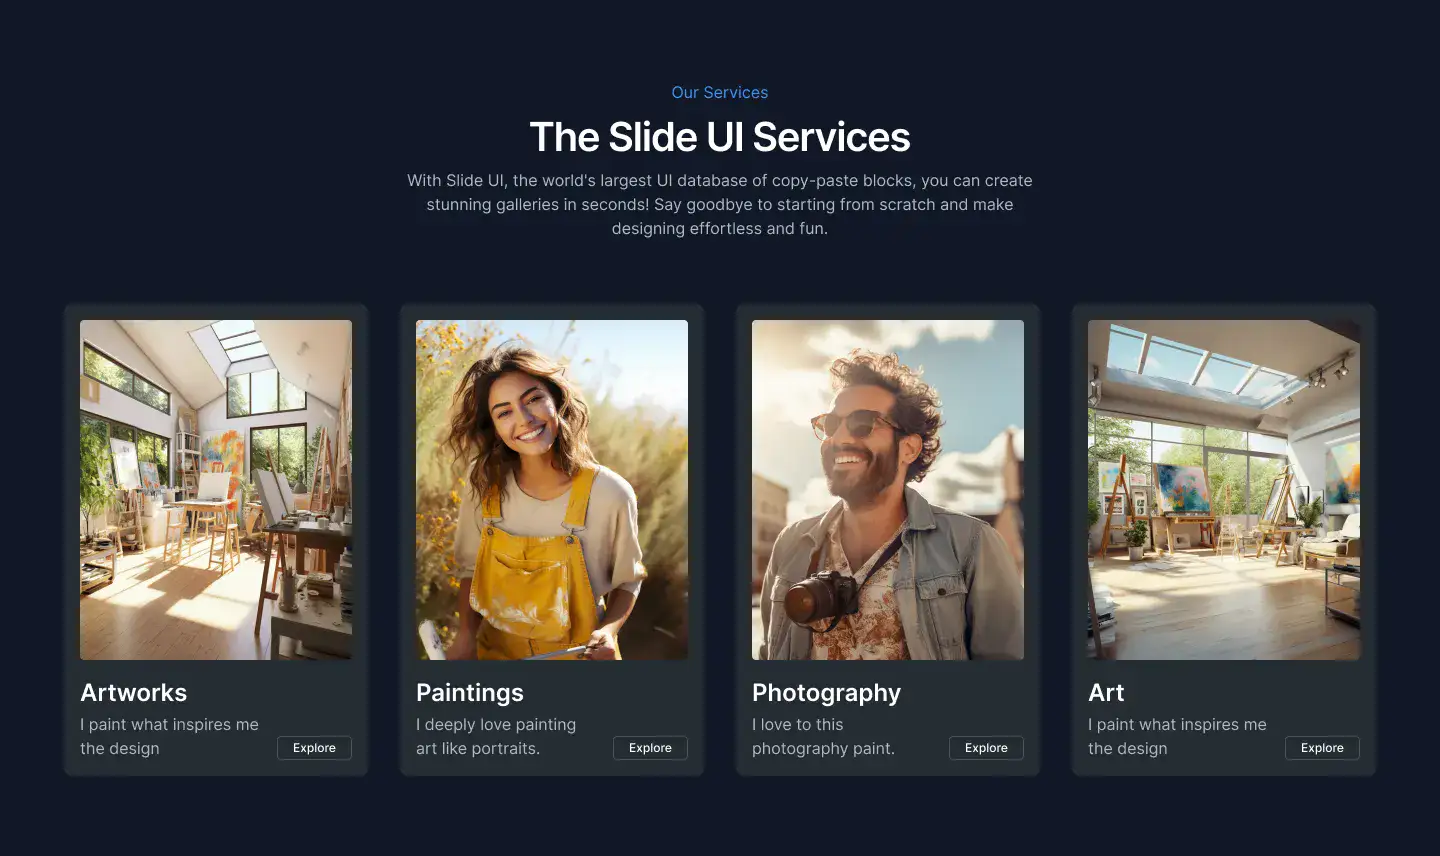 Our Services
The Slide UI Services
With Slide UI, the world's largest UI database of copy-paste blocks, you can create
stunning galleries in seconds! Say goodbye to starting from scratch and make
designing effortless and fun.
Artworks
I paint what inspires me
the design
Explore
Paintings
I deeply love painting
art like portraits.
Explore
Photography
I love to this
photography paint.
Explore
Art
I paint what inspires me
the design
Explore